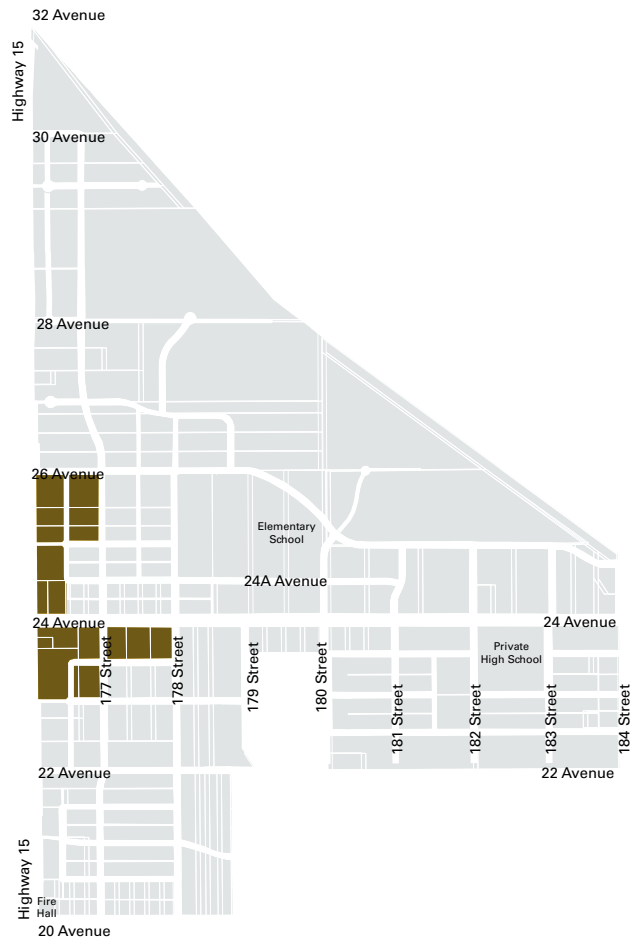 32 Avenue
Highway 15
30 Avenue
28 Avenue
26 Avenue
Elementary
School
24A Avenue
24 Avenue
24 Avenue
177 Street
178 Street
179 Street
180 Street
Private
High School
181 Street
182 Street
183 Street
184 Street
22 Avenue
22 Avenue
Highway 15
Fire
Hall
20 Avenue